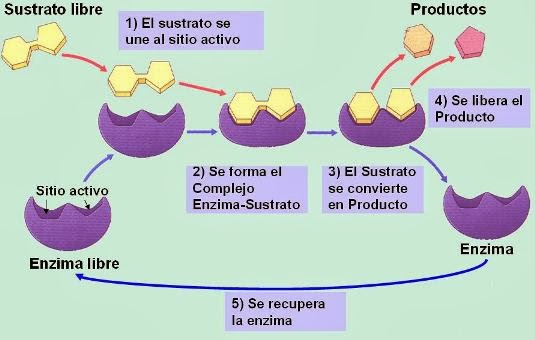 Sustrato libre
1) El sustrato se
une al sitio activo
Productos
4) Se libera el
Producto
2) Se forma el
Complejo
Enzima-Sustrato
3) El Sustrato
se convierte
en Producto
Sitio activo
Enzima libre
Enzima
5) Se recupera
la enzima